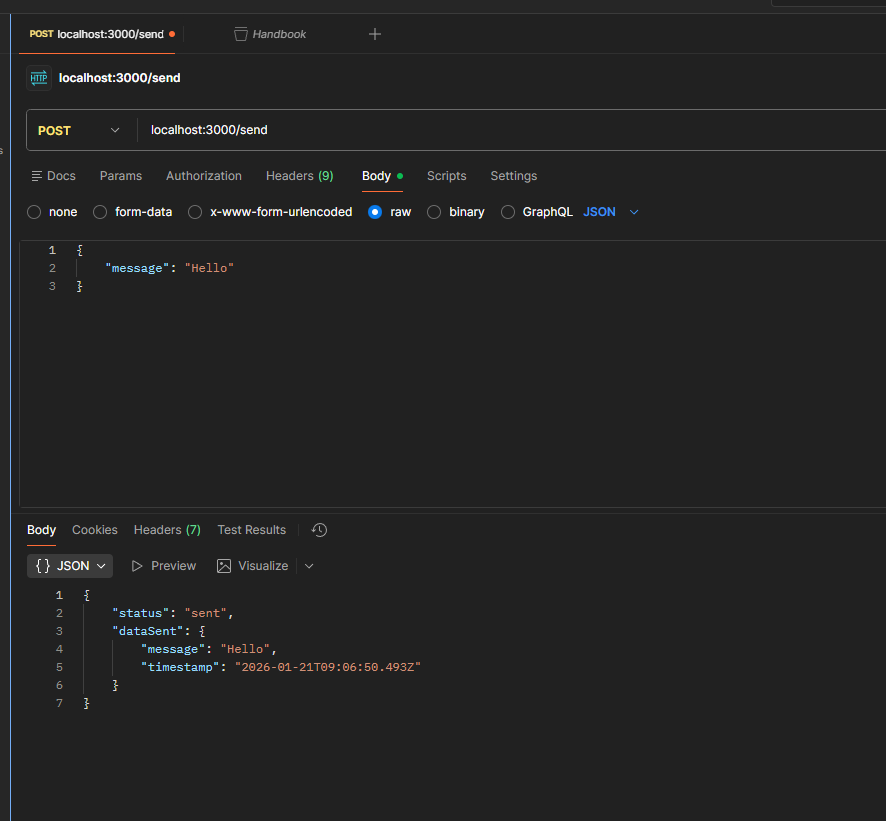 POST localhost:3000/send Handbook
HTTP localhost:3000/send
POST localhost:3000/send
Docs Params Authorization Headers (9) Body Scripts Settings
none form-data x-www-form-urlencoded raw binary GraphQL JSON
1 {
2 "message": "Hello"
3 }
Body Cookies Headers (7) Test Results
{} JSON Preview Visualize
1 {
2 "status": "sent",
3 "dataSent": {
4 "message": "Hello",
5 "timestamp": "2026-01-21T09:06:50.493Z"
6 }
7 }